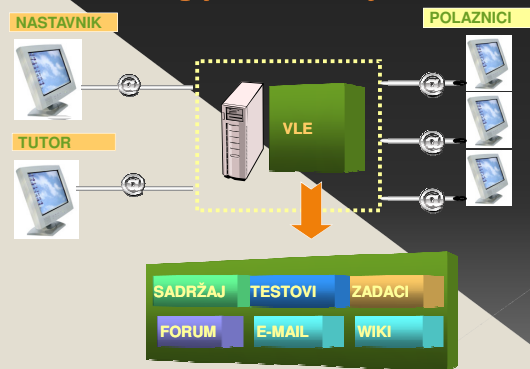 NASTAVNIK
POLAZNICI
VLE
TUTOR
SADRŽAJ
TESTOVI
ZADACI
FORUM
E-MAIL
WIKI